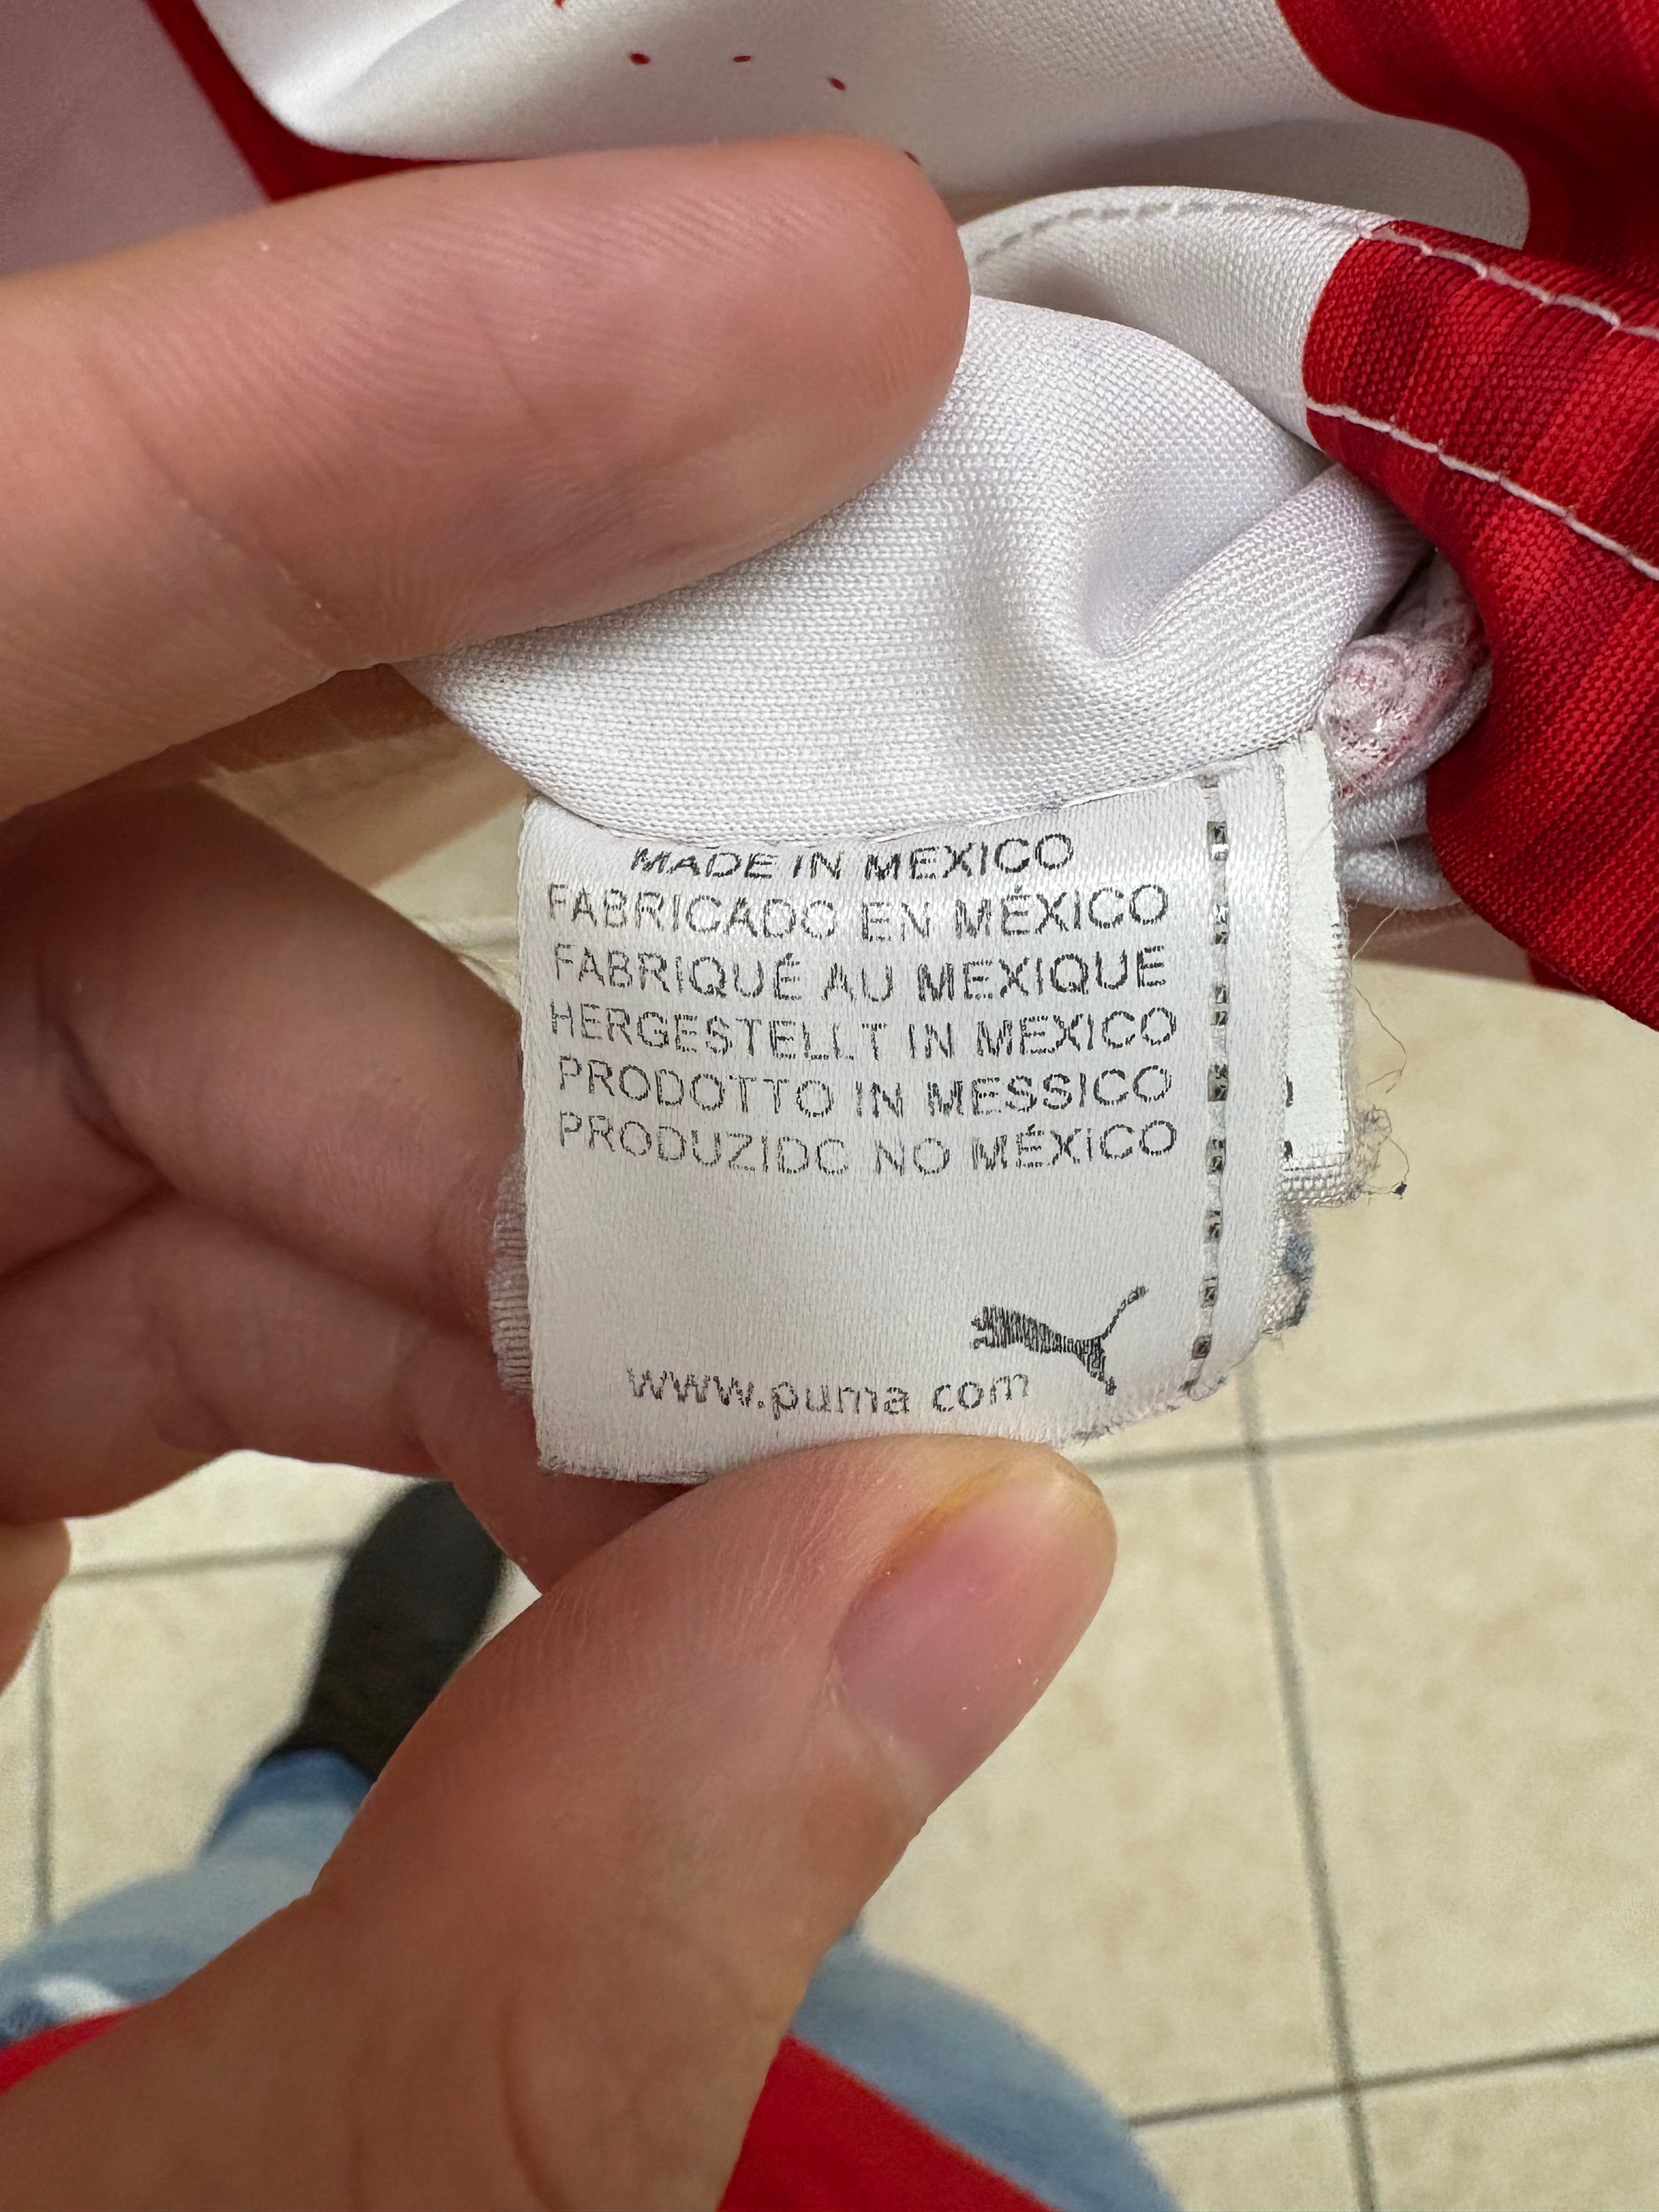 MADE IN MEXICO
FABRICADO EN MÉXICO
FABRIQUÉ AU MEXIQUE
HERGESTELLT IN MEXICO
PRODOTTO IN MESSICO
PRODUZIDO NO MÉXICO
www.puma.com